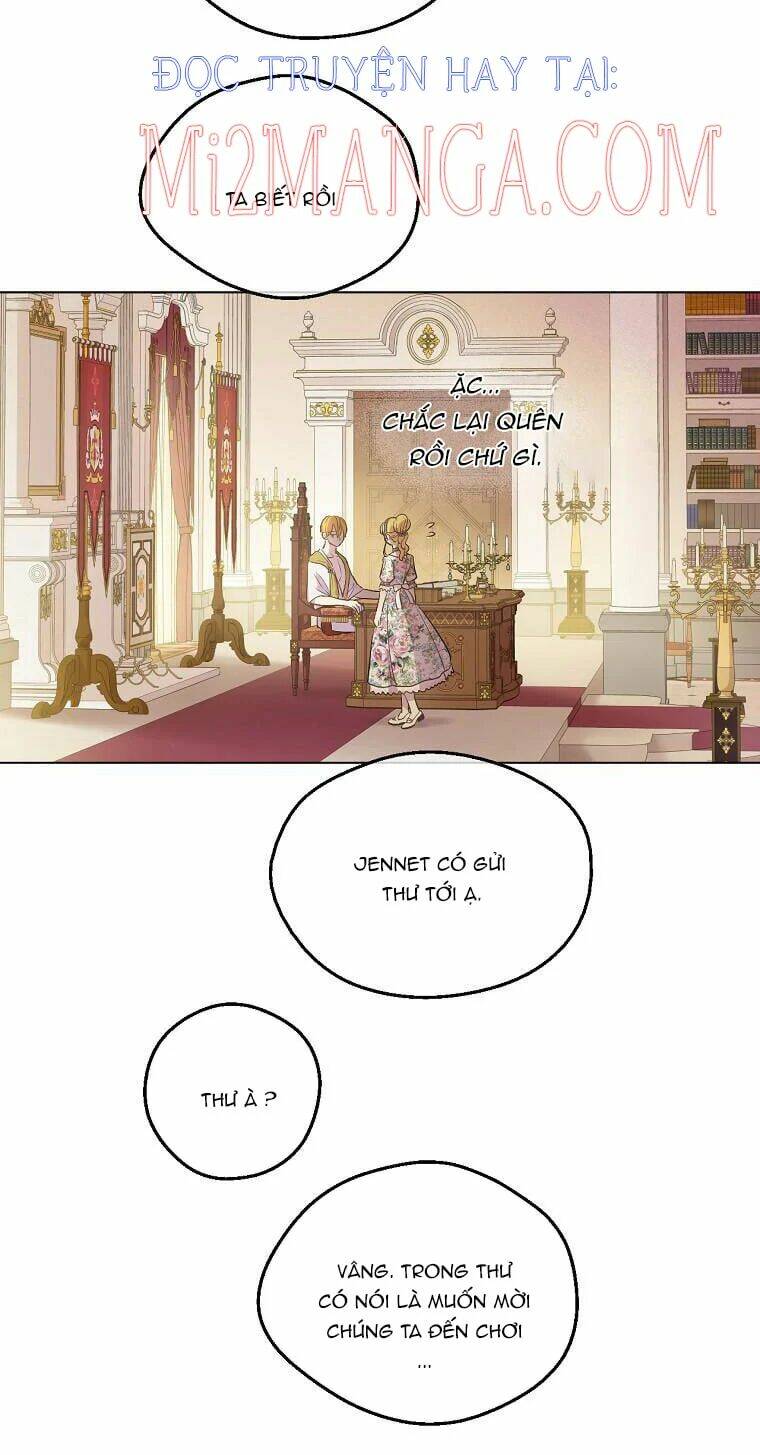 ĐỌC TRUYỆN HAY TẠI:
MI2MANGA.COM
TA BIẾT RỒI
ẶC...
CHẮC LẠI QUÊN
RỒI CHỨ GÌ.
JENNET CÓ GỬI
THƯ TỚI Ạ.
THƯ À ?
VÂNG. TRONG THƯ
CÓ NÓI LÀ MUỐN MỜI
CHÚNG TA ĐẾN CHƠI
...